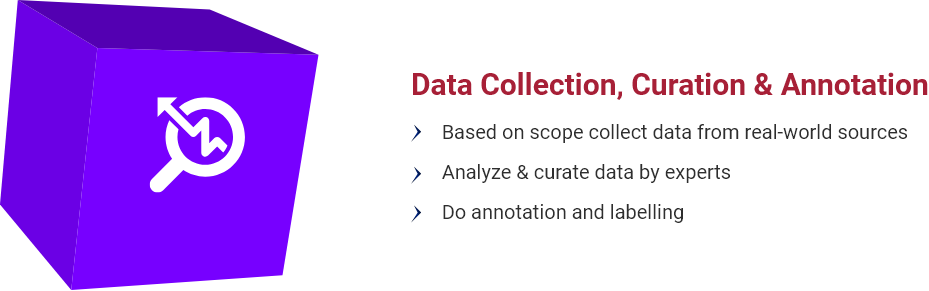 Data Collection, Curation & Annotation
Based on scope collect data from real-world sources
Analyze & curate data by experts
Do annotation and labelling